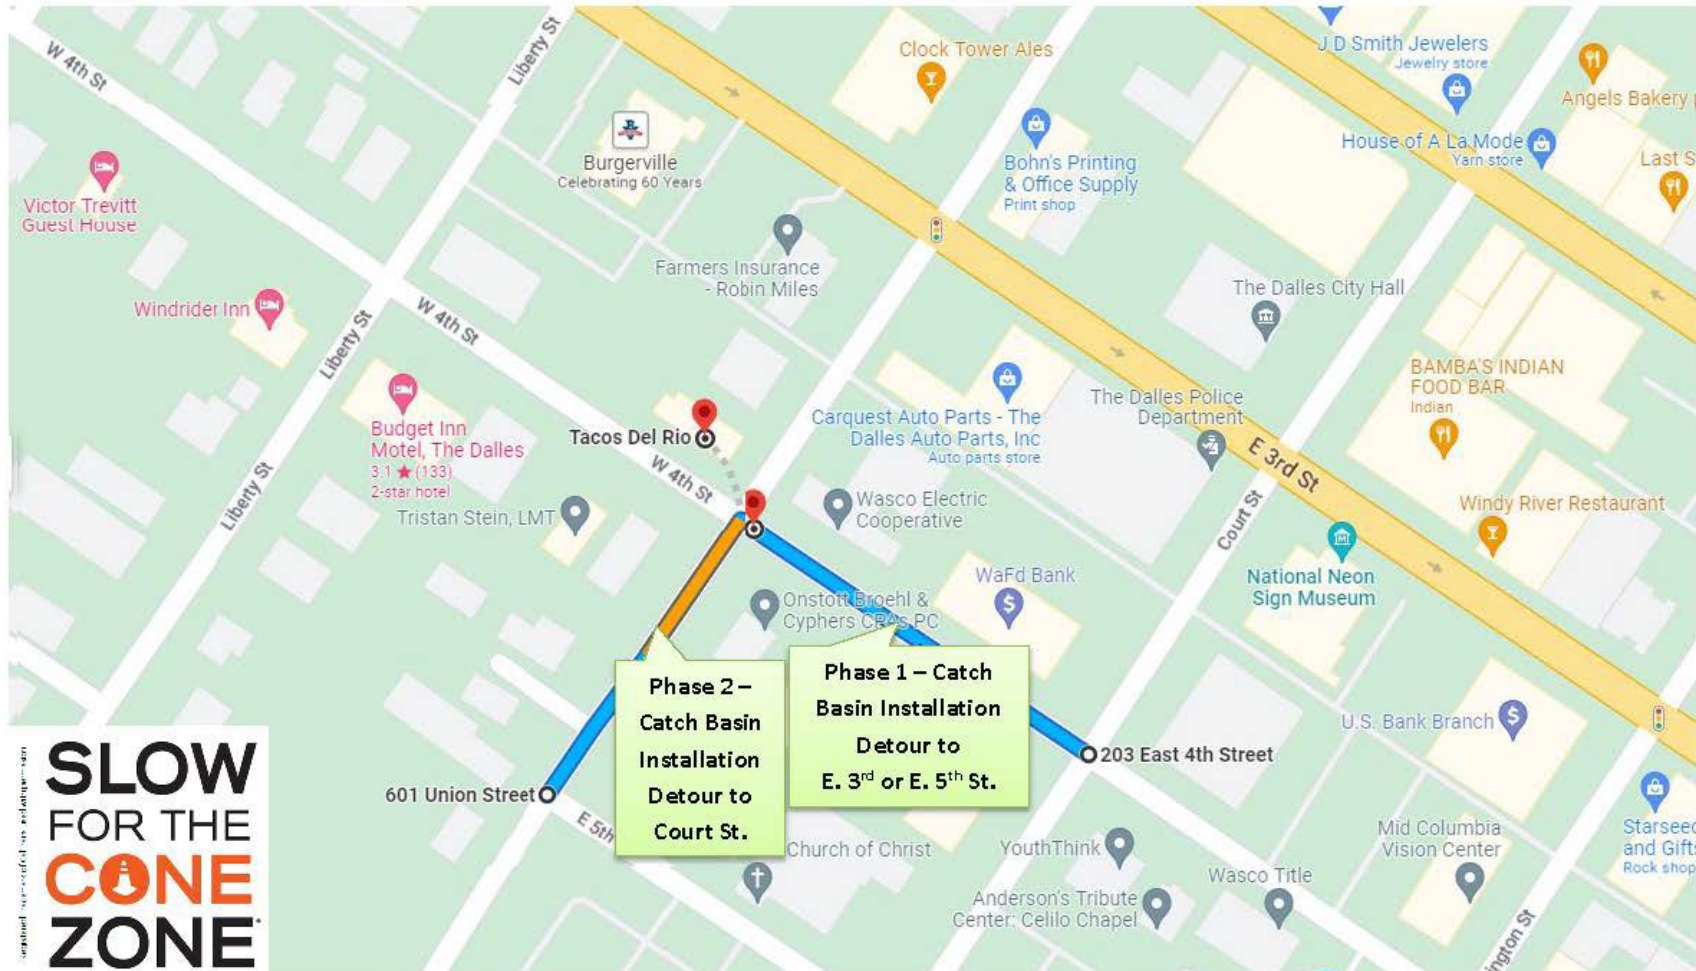 W 4th St
Liberty St
Clock Tower Ales
J D Smith Jewelers
Jewelry store
Angels Bakery
Burgerville
Celebrating 60 Years
Bohn's Printing
& Office Supply
Print shop
House of A La Mode
Yarn store
Last S
Victor Trevitt
Guest House
Farmers Insurance
- Robin Miles
The Dalles City Hall
Windrider Inn
W 4th St
Liberty St
BAMBA'S INDIAN
FOOD BAR
Indian
Budget Inn
Motel, The Dalles
3.1 ★ (133)
2-star hotel
Tacos Del Rio
Carquest Auto Parts - The
Dalles Auto Parts, Inc
Auto parts store
The Dalles Police
Department
E 3rd St
W 4th St
Liberty St
Tristan Stein, LMT
Wasco Electric
Cooperative
Court St
Windy River Restaurant
WaFd Bank
National Neon
Sign Museum
Onstott Broehl &
Cyphers CPAs PC
Phase 2 –
Catch Basin
Installation
Detour to
Court St.
Phase 1 – Catch
Basin Installation
Detour to
E. 3rd or E. 5th St.
U.S. Bank Branch
203 East 4th Street
601 Union Street
E 5th
Church of Christ
YouthThink
Mid Columbia
Vision Center
Starseed
and Gifts
Rock shop
Anderson's Tribute
Center: Celilo Chapel
Wasco Title
ington St
SLOW
FOR THE
CONE
ZONE